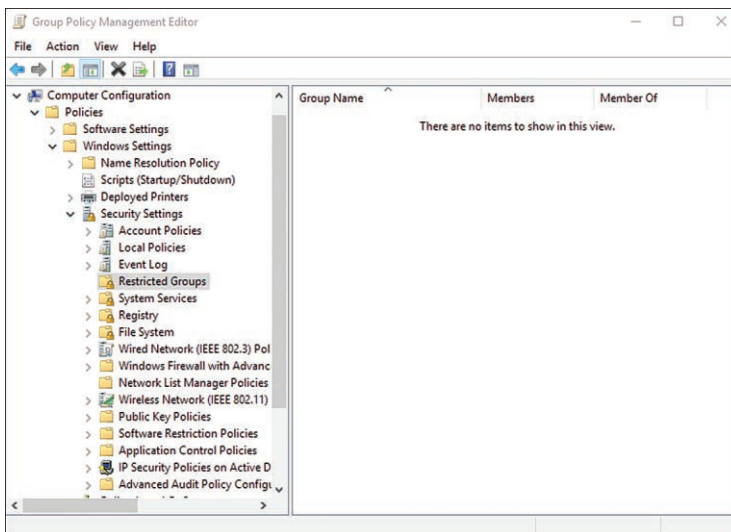 Group Policy Management Editor
File Action View Help
Computer Configuration
Policies
Software Settings
Windows Settings
Name Resolution Policy
Scripts (Startup/Shutdown)
Deployed Printers
Security Settings
Account Policies
Local Policies
Event Log
Restricted Groups
System Services
Registry
File System
Wired Network (IEEE 802.3) Pol
Windows Firewall with Advanc
Network List Manager Policies
Wireless Network (IEEE 802.11)
Public Key Policies
Software Restriction Policies
Application Control Policies
IP Security Policies on Active D
Advanced Audit Policy Configu
Group Name Members Member Of
There are no items to show in this view.